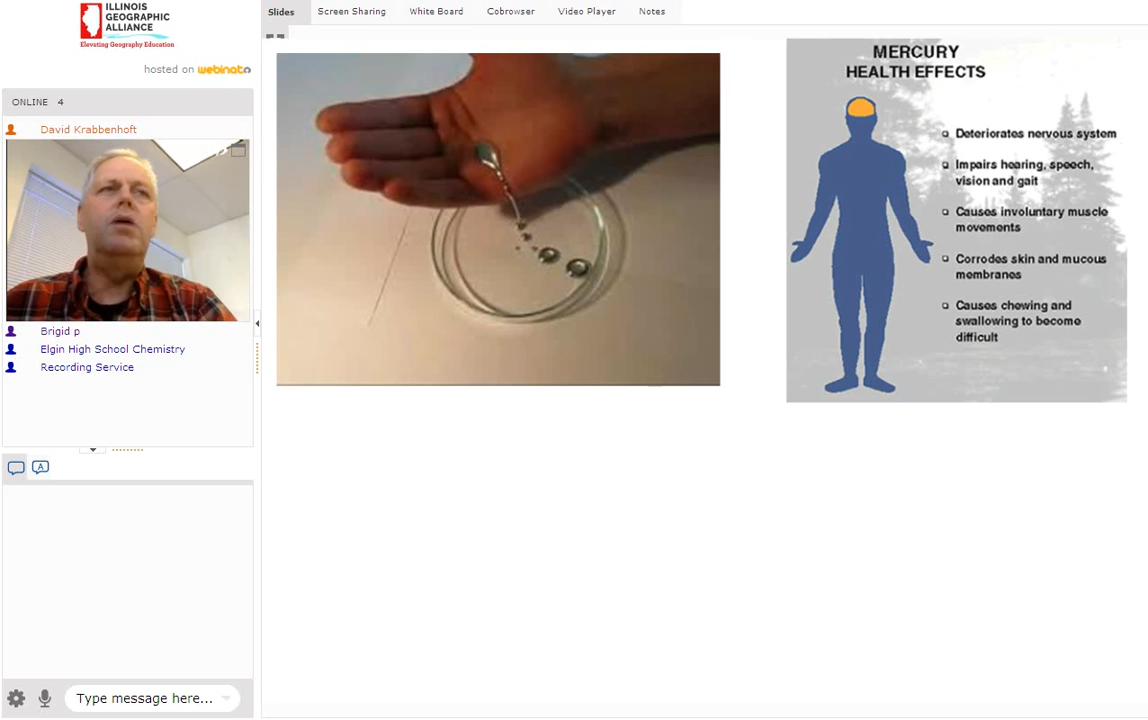 ILLINOIS
GEOGRAPHIC
ALLIANCE
Elevating Geography Education
hosted on webinato
ONLINE 4
David Krabbenhoft
Brigid p
Elgin High School Chemistry
Recording Service
A
Type message here...
Slides
Screen Sharing
White Board
Cobrowser
Video Player
Notes
MERCURY
HEALTH EFFECTS
Deteriorates nervous system
Impairs hearing, speech,
vision and gait
Causes involuntary muscle
movements
Corrodes skin and mucous
membranes
Causes chewing and
swallowing to become
difficult